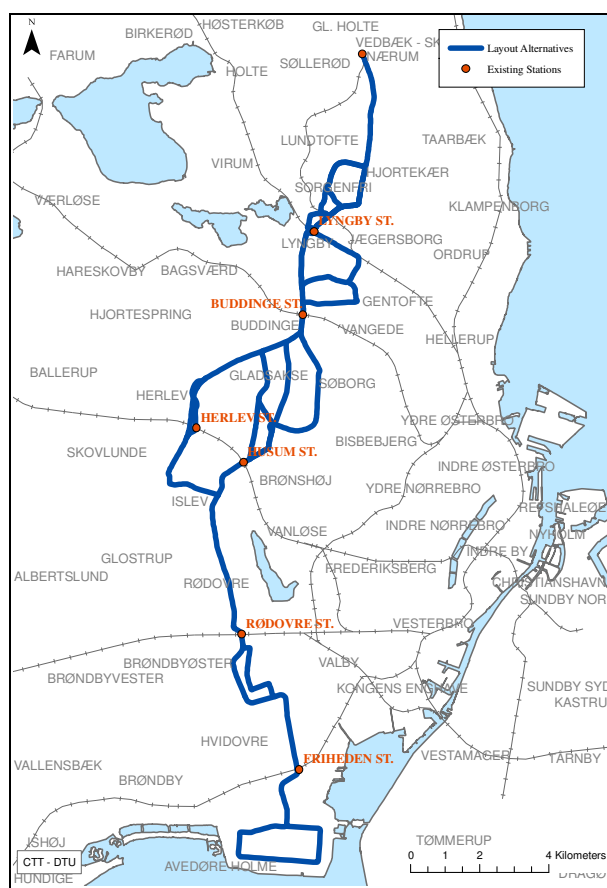 N
GL. HOLTE
HØSTERKØB
BIRKERØD
VEDBÆK - SK
NÆRUM
FARUM
SØLLERØD
HOLTE
Layout Alternatives
Existing Stations
LUNDTOFTE
TAARBÆK
VIRUM
HJORTEKÆR
SORGENFRI
VÆRLØSE
KLAMPENBORG
LYNGBY ST.
LYNGBY
JÆGERSBORG
ORDRUP
HARESKOVBY
BAGSVÆRD
BUDDINGE ST.
GENTOFTE
HJORTESPRING
BUDDINGE
VANGEDE
HELLERUP
BALLERUP
GLADSAKSE
SØBORG
HERLEV
HERLEV ST.
YDRE ØSTERBRO
BISBEBJERG
SKOVLUNDE
HUSUM ST.
INDRE ØSTERBRO
BRØNSHØJ
YDRE NØRREBRO
ISLEV
REFSHALEØE
INDRE NØRREBRO
NYHOLM
VANLØSE
INDRE BY
GLOSTRUP
FREDERIKSBERG
ALBERTSLUND
RØDOVRE
CHRISTIANSHAVN
SUNDBY NOR
RØDOVRE ST.
VESTERBRO
BRØNDBYØSTER
VALBY
BRØNDBYVESTER
KONGENS ENGHAVE
SUNDBY SYD
KASTRU
HVIDOVRE
VESTAMAGER
TÅRNBY
VALLENSBÆK
FRIHEDEN ST.
BRØNDBY
ISHØJ
TØMMERUP
CTT - DTU
AVEDØRE HOLME
0 1 2 4 Kilometers
HUNDIGE
DRAGØ